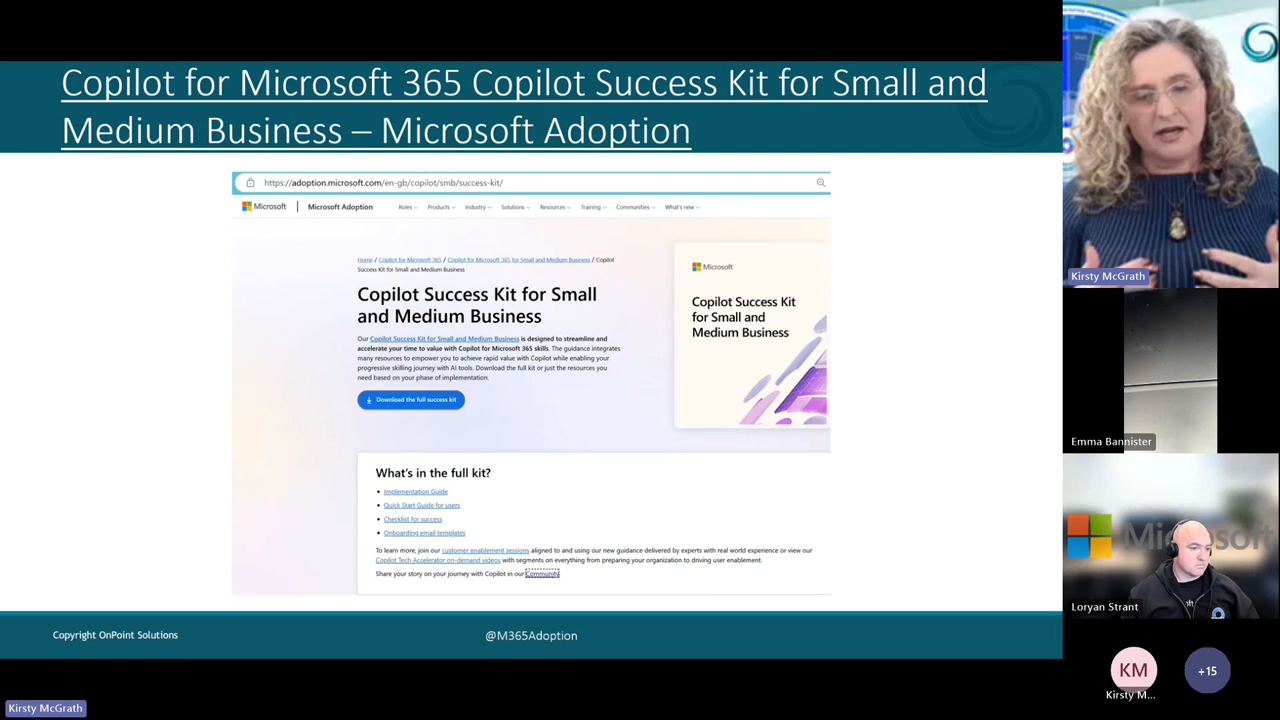 Copilot for Microsoft 365 Copilot Success Kit for Small and
Medium Business – Microsoft Adoption
https://adoption.microsoft.com/en-gb/copilot/smb/success-kit/
Microsoft | Microsoft Adoption Roles Products Industry Solutions Resources Training Communities What's new
Home / Copilot for Microsoft 365 / Copilot for Microsoft 365 for Small and Medium Business / Copilot
Success Kit for Small and Medium Business
Copilot Success Kit for Small
and Medium Business
Our Copilot Success Kit for Small and Medium Business is designed to streamline and
accelerate your time to value with Copilot for Microsoft 365 skills. The guidance integrates
many resources to empower you to achieve rapid value with Copilot while enabling your
progressive skilling journey with AI tools. Download the full kit or just the resources you
need based on your phase of implementation.
Download the full success kit
Microsoft
Copilot Success Kit
for Small and
Medium Business
What's in the full kit?
• Implementation Guide
• Quick Start Guide for users
• Checklist for success
• Onboarding email templates
To learn more, join our customer enablement sessions aligned to and using our new guidance delivered by experts with real world experience or view our
Copilot Tech Accelerator on-demand videos with segments on everything from preparing your organization to driving user enablement.
Share your story on your journey with Copilot in our Community.
Copyright OnPoint Solutions
@M365Adoption
Kirsty McGrath
Emma Bannister
Microsoft
Loryan Strant
KM
Kirsty M...
+15
Kirsty McGrath